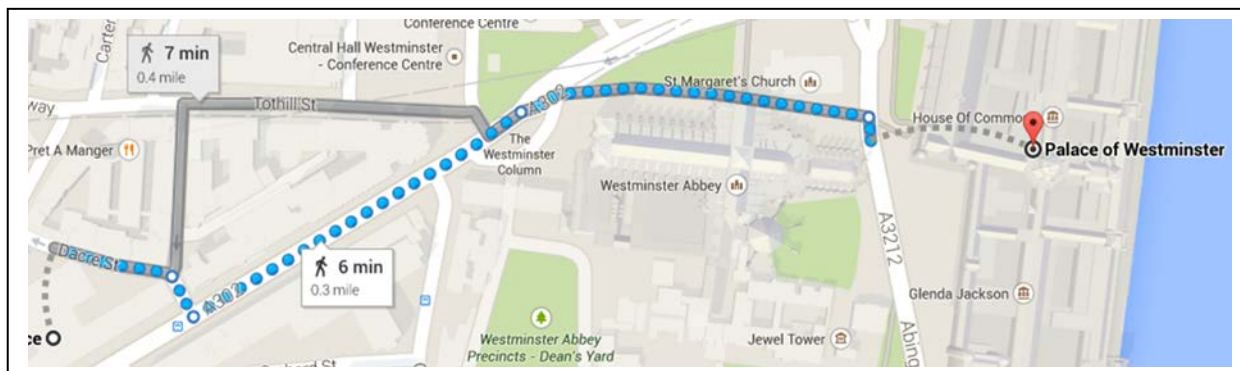 Conference Centre
Carter
7 min
0.4 mile
Central Hall Westminster
- Conference Centre
way
Tothill St
A302
St.Margaret's Church
House Of Commo
Pret A Manger
The
Westminster
Column
Palace of Westminster
Westminster Abbey
Dacre St
A3212
6 min
0.3 mile
A302
Glenda Jackson
ce
Westminster Abbey
Precincts - Dean's Yard
Jewel Tower
Abing